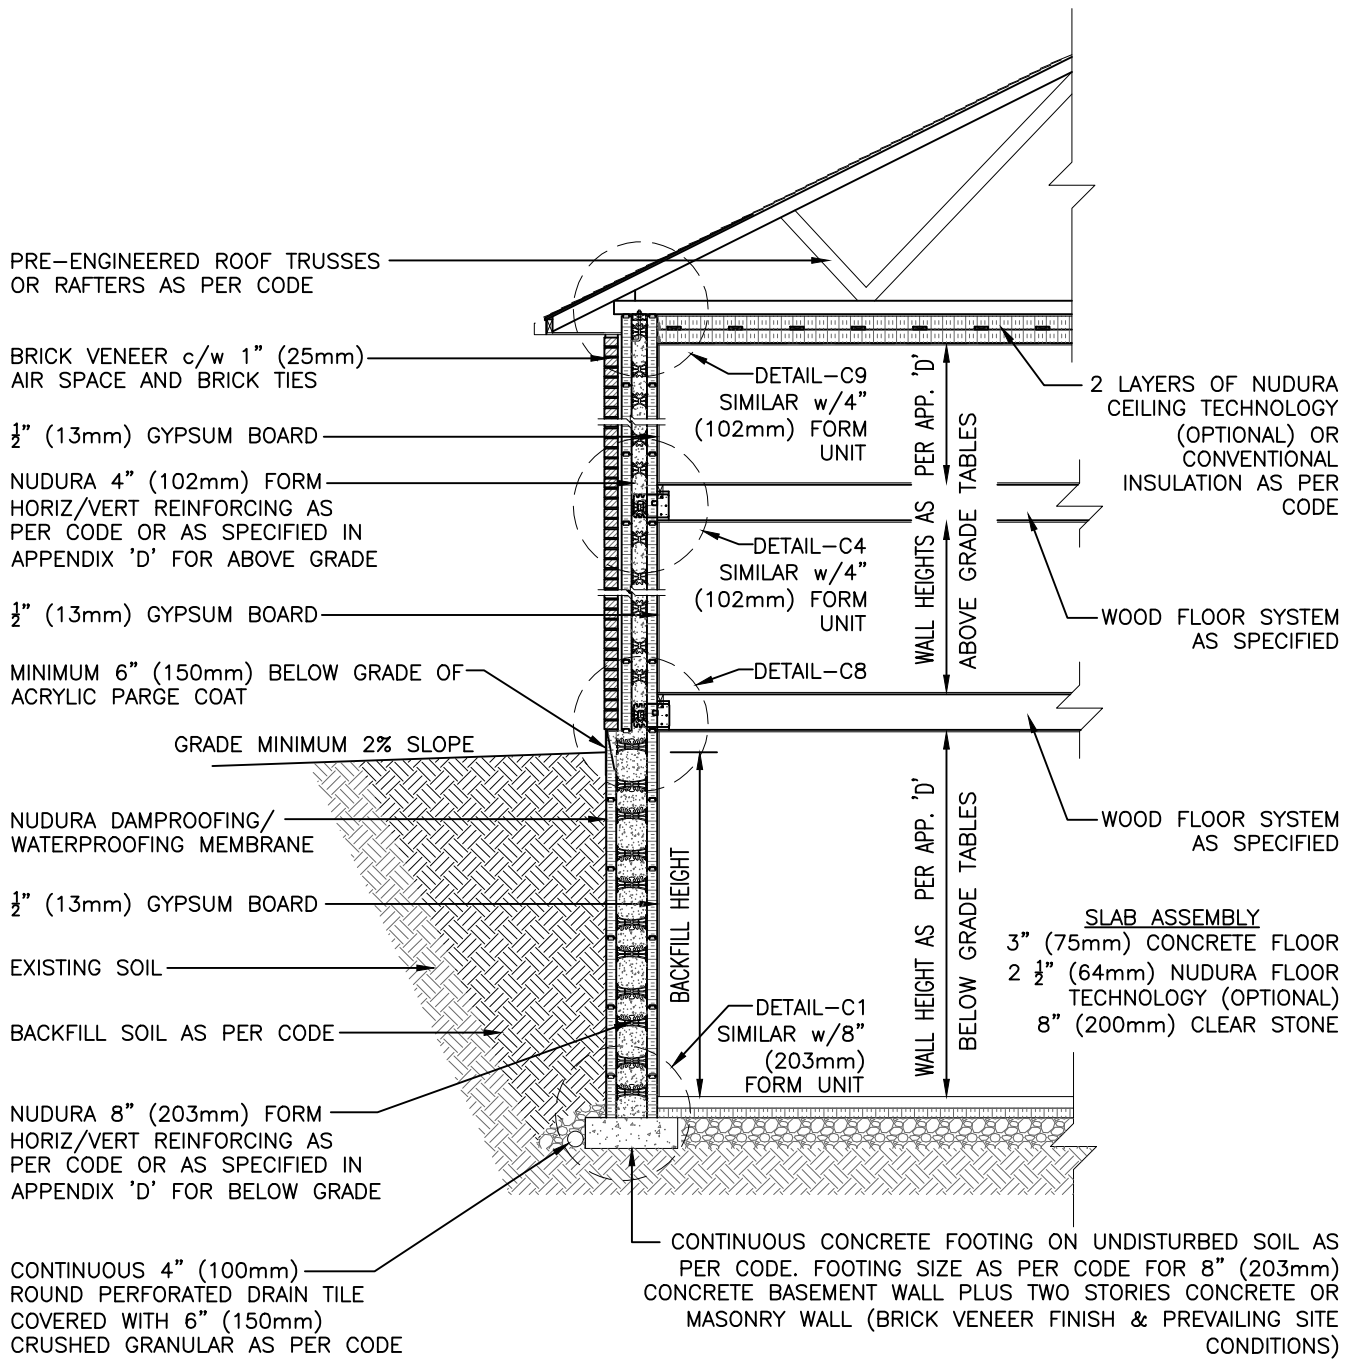 PRE-ENGINEERED ROOF TRUSSES
OR RAFTERS AS PER CODE
BRICK VENEER c/w 1" (25mm)
AIR SPACE AND BRICK TIES
½" (13mm) GYPSUM BOARD
NUDURA 4" (102mm) FORM
HORIZ/VERT REINFORCING AS
PER CODE OR AS SPECIFIED IN
APPENDIX 'D' FOR ABOVE GRADE
½" (13mm) GYPSUM BOARD
MINIMUM 6" (150mm) BELOW GRADE OF
ACRYLIC PARGE COAT
GRADE MINIMUM 2% SLOPE
NUDURA DAMPROOFING/
WATERPROOFING MEMBRANE
½" (13mm) GYPSUM BOARD
EXISTING SOIL
BACKFILL SOIL AS PER CODE
NUDURA 8" (203mm) FORM
HORIZ/VERT REINFORCING AS
PER CODE OR AS SPECIFIED IN
APPENDIX 'D' FOR BELOW GRADE
CONTINUOUS 4" (100mm)
ROUND PERFORATED DRAIN TILE
COVERED WITH 6" (150mm)
CRUSHED GRANULAR AS PER CODE
DETAIL-C9
SIMILAR w/4"
(102mm) FORM
UNIT
DETAIL-C4
SIMILAR w/4"
(102mm) FORM
UNIT
DETAIL-C8
BACKFILL HEIGHT
DETAIL-C1
SIMILAR w/8"
(203mm)
FORM UNIT
WALL HEIGHTS AS PER APP. 'D'
ABOVE GRADE TABLES
WALL HEIGHT AS PER APP. 'D'
BELOW GRADE TABLES
2 LAYERS OF NUDURA
CEILING TECHNOLOGY
(OPTIONAL) OR
CONVENTIONAL
INSULATION AS PER
CODE
WOOD FLOOR SYSTEM
AS SPECIFIED
WOOD FLOOR SYSTEM
AS SPECIFIED
SLAB ASSEMBLY
3" (75mm) CONCRETE FLOOR
2 ½" (64mm) NUDURA FLOOR
TECHNOLOGY (OPTIONAL)
8" (200mm) CLEAR STONE
CONTINUOUS CONCRETE FOOTING ON UNDISTURBED SOIL AS
PER CODE. FOOTING SIZE AS PER CODE FOR 8" (203mm)
CONCRETE BASEMENT WALL PLUS TWO STORIES CONCRETE OR
MASONRY WALL (BRICK VENEER FINISH & PREVAILING SITE
CONDITIONS)